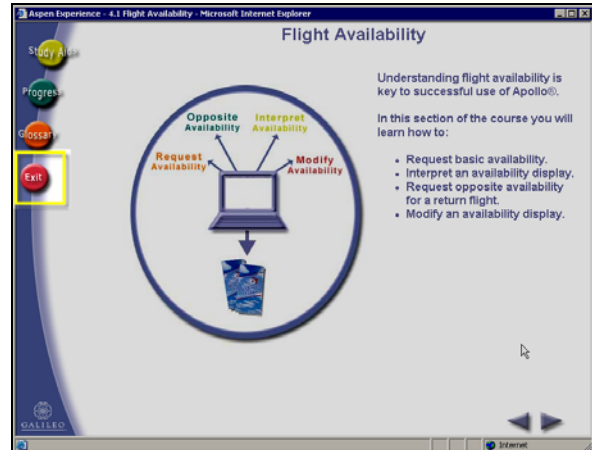 Aspen Experience - 4.1 Flight Availability - Microsoft Internet Explorer
Flight Availability
Study Aids
Progress
Glossary
Exit
Opposite
Availability
Interpret
Availability
Request
Availability
Modify
Availability
Understanding flight availability is
key to successful use of Apollo®.
In this section of the course you will
learn how to:
• Request basic availability.
• Interpret an availability display.
• Request opposite availability
for a return flight.
• Modify an availability display.
GALILEO
Internet